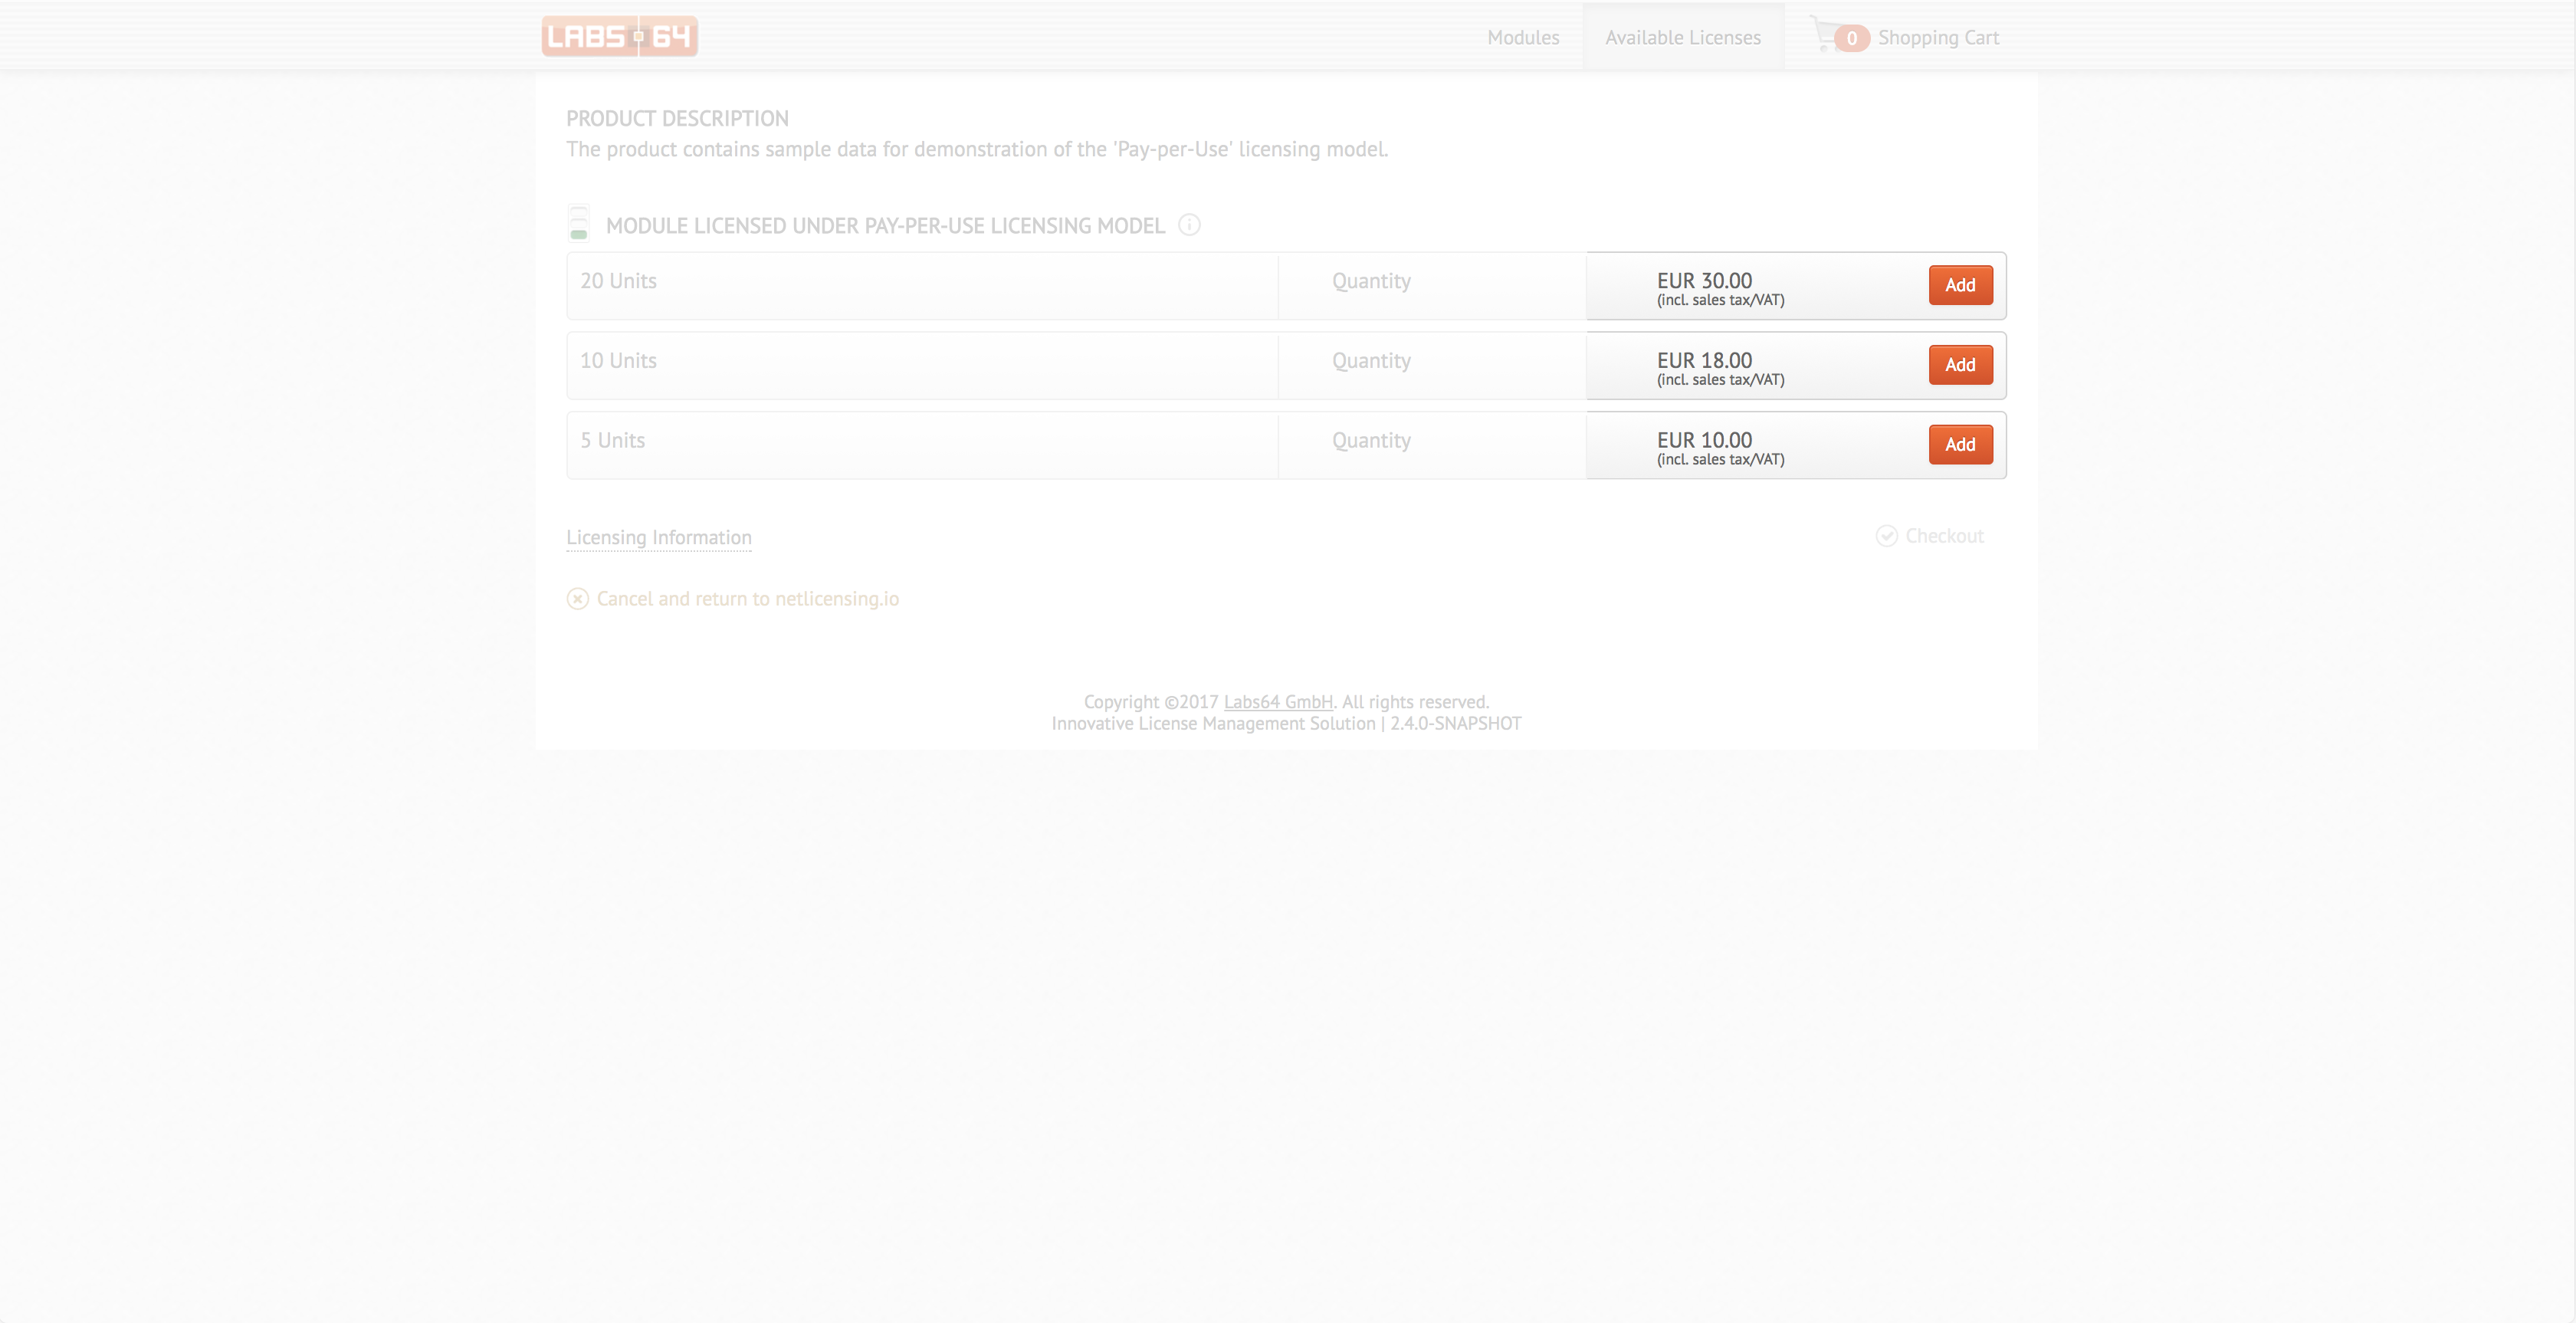 LABS 64
Modules
Available Licenses
0 Shopping Cart
PRODUCT DESCRIPTION
The product contains sample data for demonstration of the 'Pay-per-Use' licensing model.
MODULE LICENSED UNDER PAY-PER-USE LICENSING MODEL
20 Units Quantity EUR 30.00 Add
(incl. sales tax/VAT)
10 Units Quantity EUR 18.00 Add
(incl. sales tax/VAT)
5 Units Quantity EUR 10.00 Add
(incl. sales tax/VAT)
Licensing Information
Checkout
Cancel and return to netlicensing.io
Copyright ©2017 Labs64 GmbH. All rights reserved.
Innovative License Management Solution | 2.4.0-SNAPSHOT